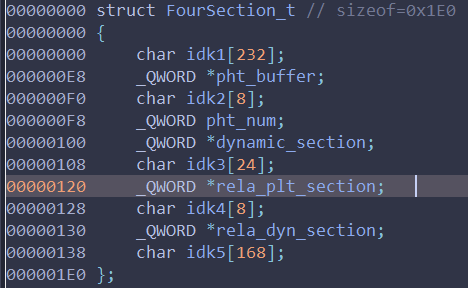 00000000 struct FourSection_t // sizeof=0x1E0
00000000 {
00000000     char idk1[232];
000000E8     _QWORD *pht_buffer;
000000F0     char idk2[8];
000000F8     _QWORD pht_num;
00000100     _QWORD *dynamic_section;
00000108     char idk3[24];
00000120     _QWORD *rela_plt_section;
00000128     char idk4[8];
00000130     _QWORD *rela_dyn_section;
00000138     char idk5[168];
000001E0 };